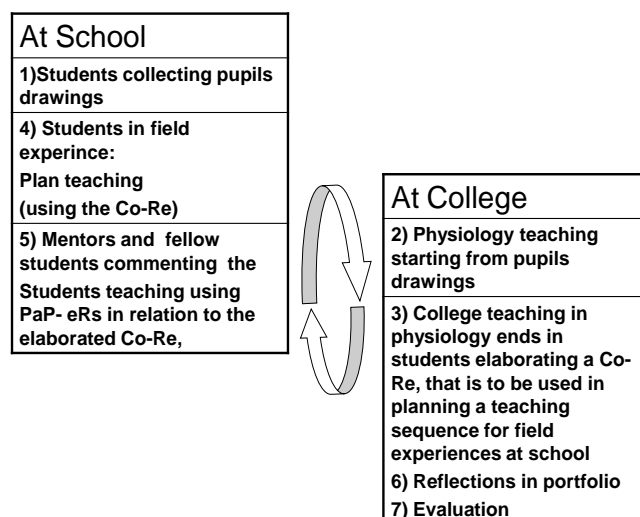 At School
1)Students collecting pupils
drawings
4) Students in field
experince:
Plan teaching
(using the Co-Re)
5) Mentors and fellow
students commenting the
Students teaching using
PaP- eRs in relation to the
elaborated Co-Re,
At College
2) Physiology teaching
starting from pupils
drawings
3) College teaching in
physiology ends in
students elaborating a Co-
Re, that is to be used in
planning a teaching
sequence for field
experiences at school
6) Reflections in portfolio
7) Evaluation